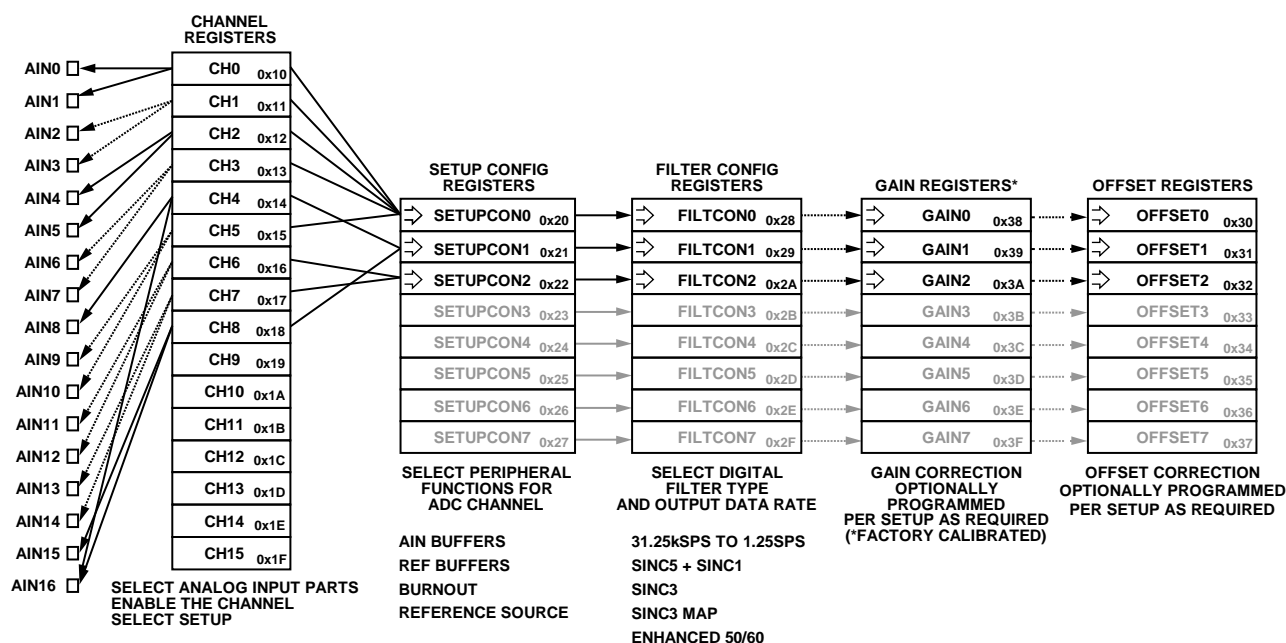 CHANNEL
REGISTERS
AIN0
AIN1
AIN2
AIN3
AIN4
AIN5
AIN6
AIN7
AIN8
AIN9
AIN10
AIN11
AIN12
AIN13
AIN14
AIN15
AIN16
CH0 0x10
CH1 0x11
CH2 0x12
CH3 0x13
CH4 0x14
CH5 0x15
CH6 0x16
CH7 0x17
CH8 0x18
CH9 0x19
CH10 0x1A
CH11 0x1B
CH12 0x1C
CH13 0x1D
CH14 0x1E
CH15 0x1F
SELECT ANALOG INPUT PARTS
ENABLE THE CHANNEL
SELECT SETUP
SETUP CONFIG
REGISTERS
SETUPCON0 0x20
SETUPCON1 0x21
SETUPCON2 0x22
SETUPCON3 0x23
SETUPCON4 0x24
SETUPCON5 0x25
SETUPCON6 0x26
SETUPCON7 0x27
SELECT PERIPHERAL
FUNCTIONS FOR
ADC CHANNEL
AIN BUFFERS
REF BUFFERS
BURNOUT
REFERENCE SOURCE
FILTER CONFIG
REGISTERS
FILTCON0 0x28
FILTCON1 0x29
FILTCON2 0x2A
FILTCON3 0x2B
FILTCON4 0x2C
FILTCON5 0x2D
FILTCON6 0x2E
FILTCON7 0x2F
SELECT DIGITAL
FILTER TYPE
AND OUTPUT DATA RATE
31.25kSPS TO 1.25SPS
SINC5 + SINC1
SINC3
SINC3 MAP
ENHANCED 50/60
GAIN REGISTERS*
GAIN0 0x38
GAIN1 0x39
GAIN2 0x3A
GAIN3 0x3B
GAIN4 0x3C
GAIN5 0x3D
GAIN6 0x3E
GAIN7 0x3F
GAIN CORRECTION
OPTIONALLY
PROGRAMMED
PER SETUP AS REQUIRED
(*FACTORY CALIBRATED)
OFFSET REGISTERS
OFFSET0 0x30
OFFSET1 0x31
OFFSET2 0x32
OFFSET3 0x33
OFFSET4 0x34
OFFSET5 0x35
OFFSET6 0x36
OFFSET7 0x37
OFFSET CORRECTION
OPTIONALLY PROGRAMMED
PER SETUP AS REQUIRED